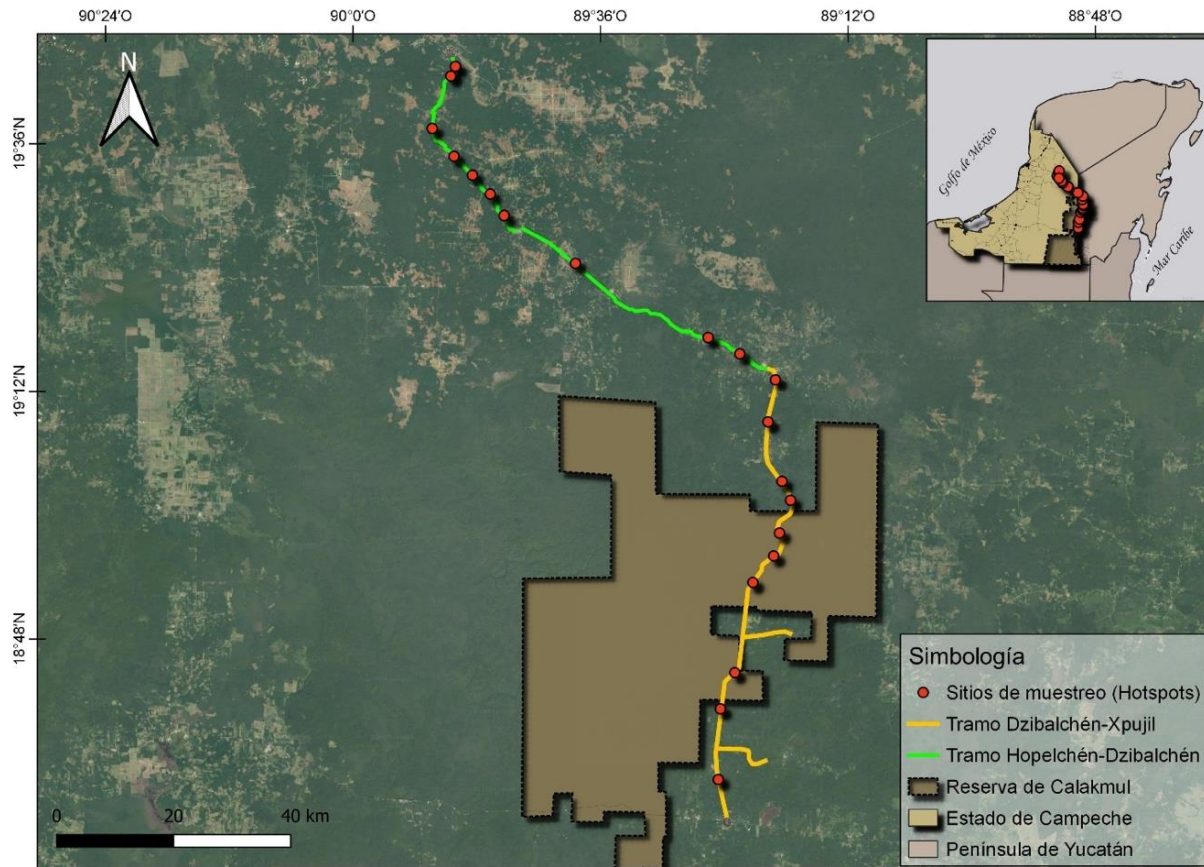 90°24'O
90°0'O
89°36'O
89°12'O
88°48'O
N
19°36'N
19°12'N
18°48'N
Golfo de México
Mar Caribe
Simbología
Sitios de muestreo (Hotspots)
Tramo Dzibalchén-Xpujil
Tramo Hopelchén-Dzibalchén
Reserva de Calakmul
Estado de Campeche
Península de Yucatán
0 20 40 km